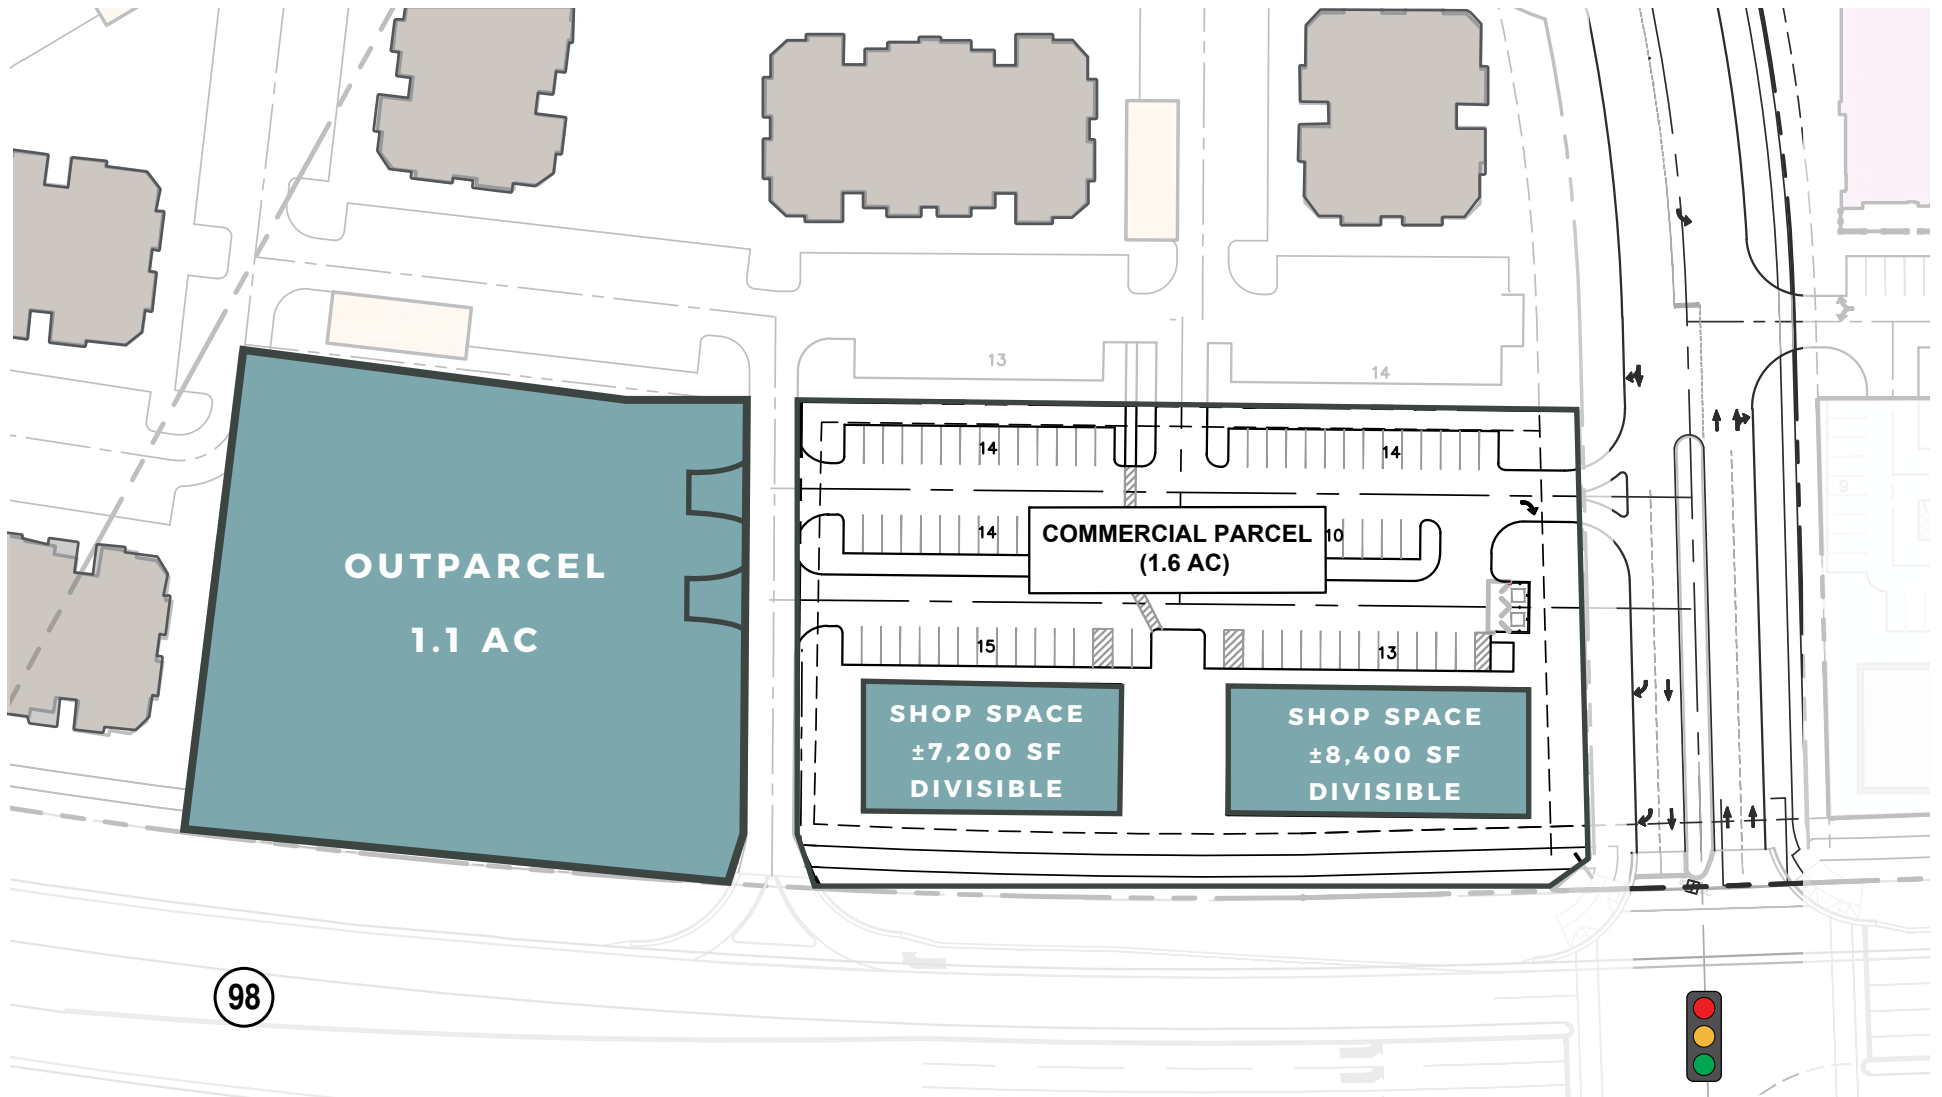 13
14
14
14
14
COMMERCIAL PARCEL
(1.6 AC)
10
9
OUTPARCEL
1.1 AC
15
13
SHOP SPACE
±7,200 SF
DIVISIBLE
SHOP SPACE
±8,400 SF
DIVISIBLE
98